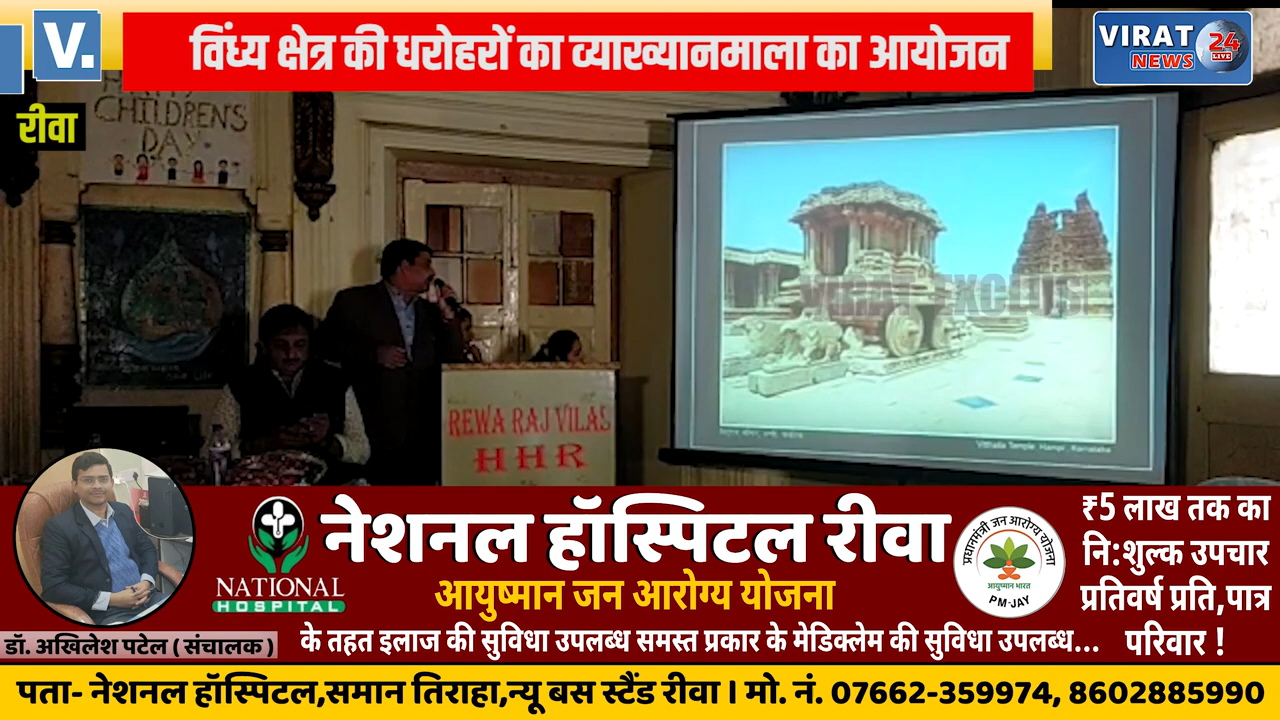 V.
विंध्य क्षेत्र की धरोहरों का व्याख्यानमाला का आयोजन
VIRAT
NEWS
24
LIVE
रीवा
CHILDREN'S
DAY
VIRAT EXCLUSI
REWA RAJ VILAS
H H R
Vitthala Temple, Hampi, Karnataka
नेशनल हॉस्पिटल रीवा
NATIONAL
HOSPITAL
आयुष्मान जन आरोग्य योजना
के तहत इलाज की सुविधा उपलब्ध समस्त प्रकार के मेडिक्लेम की सुविधा उपलब्ध...
प्रधानमंत्री जन आरोग्य योजना
आयुष्मान भारत
PM-JAY
₹5 लाख तक का
नि:शुल्क उपचार
प्रतिवर्ष प्रति,पात्र
परिवार !
डॉ. अखिलेश पटेल ( संचालक )
पता- नेशनल हॉस्पिटल,समान तिराहा,न्यू बस स्टैंड रीवा । मो. नं. 07662-359974, 8602885990